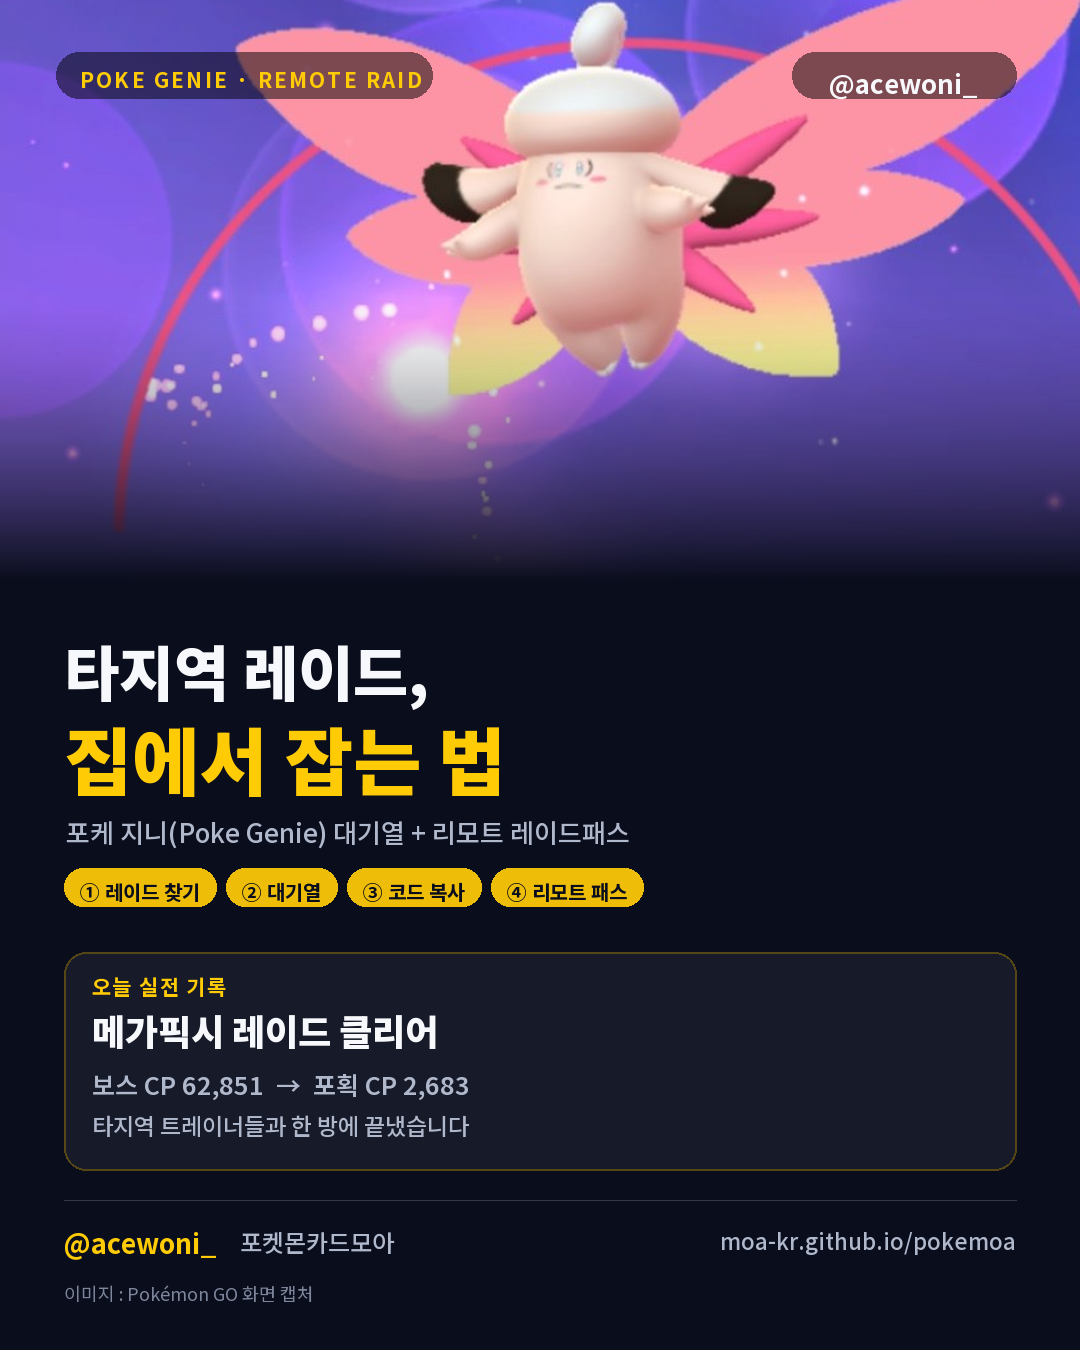 POKE GENIE · REMOTE RAID
@acewoni_
타지역 레이드,
집에서 잡는 법
포케 지니(Poke Genie) 대기열 + 리모트 레이드패스
① 레이드 찾기 ② 대기열 ③ 코드 복사 ④ 리모트 패스
오늘 실전 기록
메가픽시 레이드 클리어
보스 CP 62,851 → 포획 CP 2,683
타지역 트레이너들과 한 방에 끝냈습니다
@acewoni_ 포켓몬카드모아 moa-kr.github.io/pokemoa
이미지 : Pokémon GO 화면 캡처